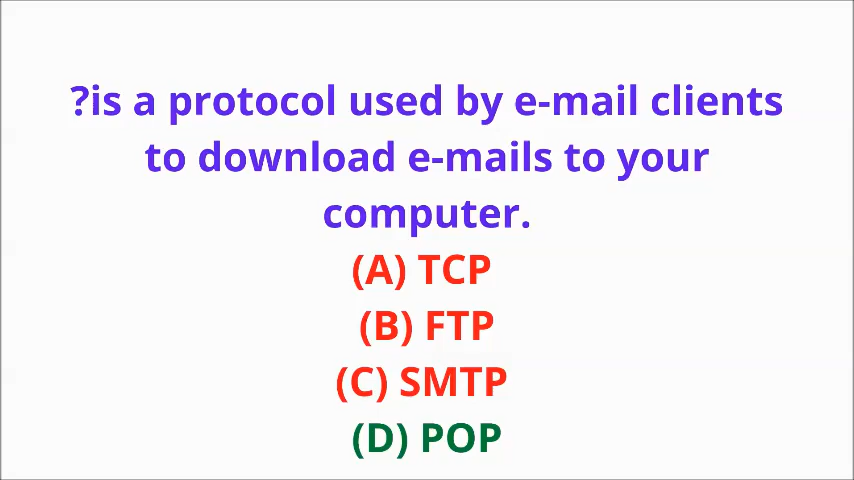 ?is a protocol used by e-mail clients
to download e-mails to your
computer.
(A) TCP
(B) FTP
(C) SMTP
(D) POP